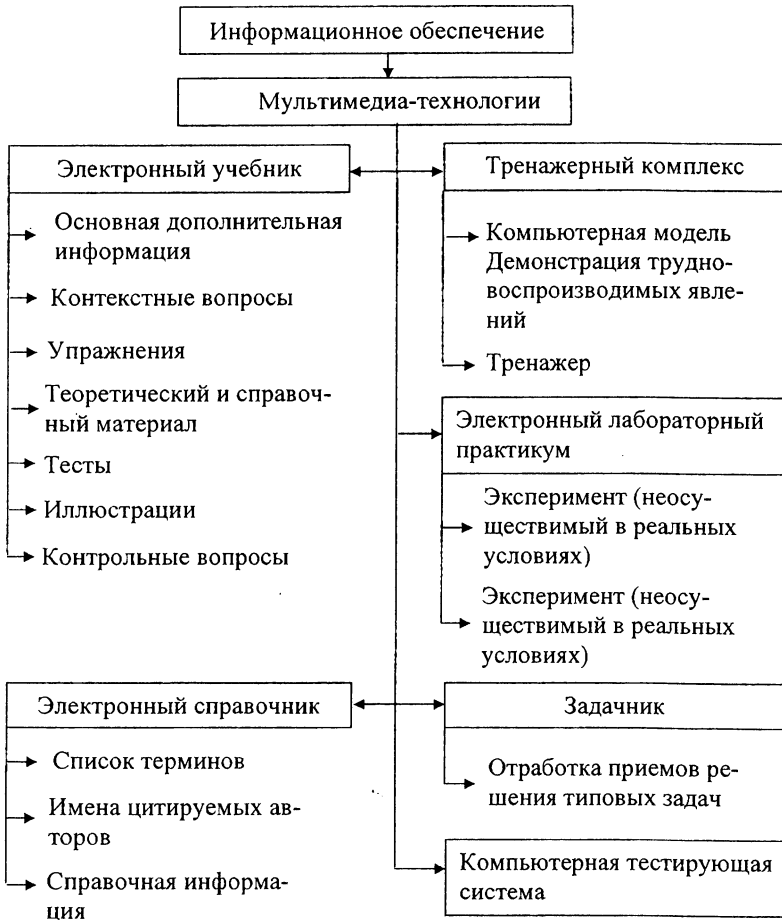 Информационное обеспечение
Мультимедиа-технологии
Электронный учебник
Основная дополнительная
информация
Контекстные вопросы
Упражнения
Теоретический и справоч-
ный материал
Тесты
Иллюстрации
Контрольные вопросы
Тренажерный комплекс
Компьютерная модель
Демонстрация трудно-
воспроизводимых явле-
ний
Тренажер
Электронный лабораторный
практикум
Эксперимент (неосу-
ществимый в реальных
условиях)
Эксперимент (неосу-
ществимый в реальных
условиях)
Электронный справочник
Список терминов
Имена цитируемых ав-
торов
Справочная информа-
ция
Задачник
Отработка приемов ре-
шения типовых задач
Компьютерная тестирующая
система